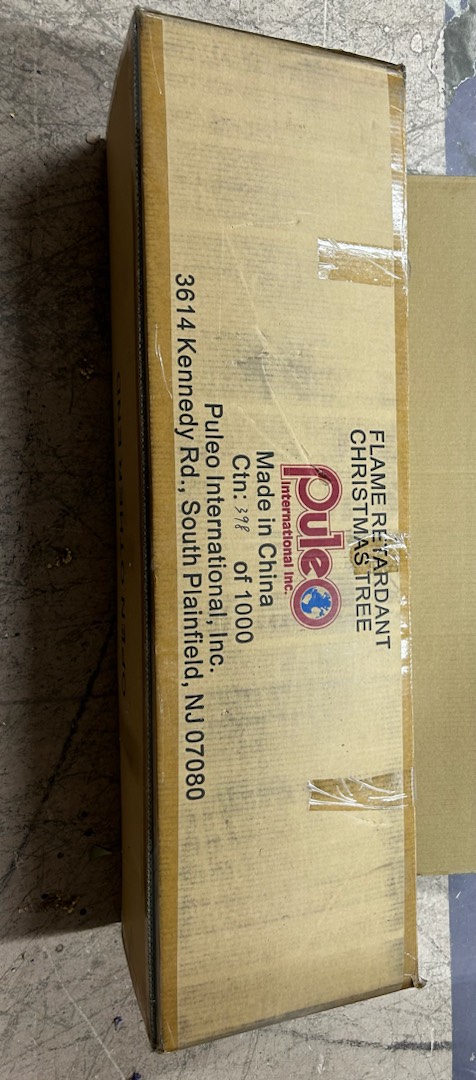 FLAME RETARDANT
CHRISTMAS TREE
Puleo
International Inc.
Made in China
Ctn: 398 of 1000
Puleo International, Inc.
3614 Kennedy Rd., South Plainfield, NJ 07080